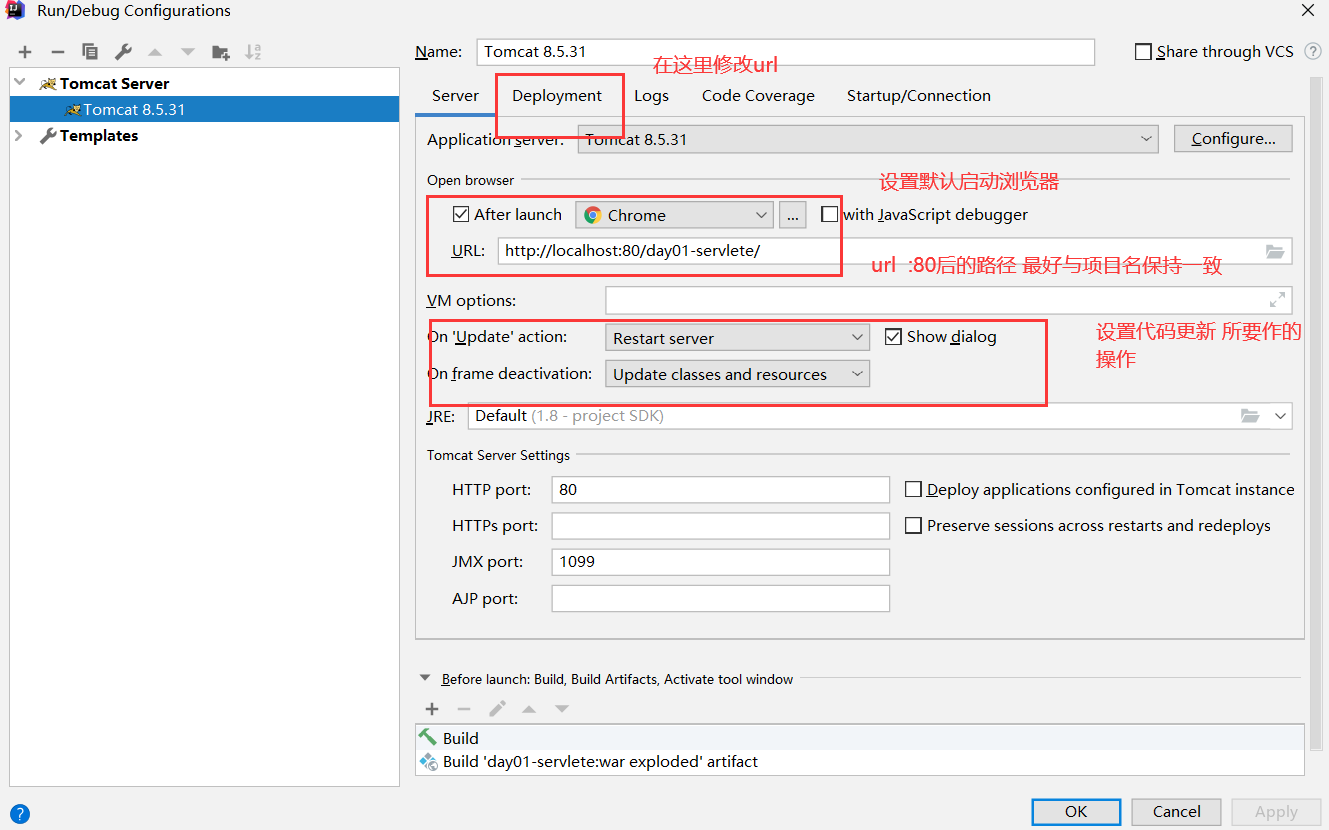 Run/Debug Configurations
Tomcat Server
Tomcat 8.5.31
Templates
Name: Tomcat 8.5.31
Share through VCS
在这里修改url
Server Deployment Logs Code Coverage Startup/Connection
Application server: Tomcat 8.5.31 Configure...
Open browser
设置默认启动浏览器
After launch Chrome ... with JavaScript debugger
URL: http://localhost:80/day01-servlete/
url :80后的路径 最好与项目名保持一致
VM options:
On 'Update' action: Restart server Show dialog
设置代码更新 所要作的
操作
On frame deactivation: Update classes and resources
JRE: Default (1.8 - project SDK)
Tomcat Server Settings
HTTP port: 80 Deploy applications configured in Tomcat instance
HTTPs port: Preserve sessions across restarts and redeploys
JMX port: 1099
AJP port:
Before launch: Build, Build Artifacts, Activate tool window
Build
Build 'day01-servlete:war exploded' artifact
OK Cancel Apply